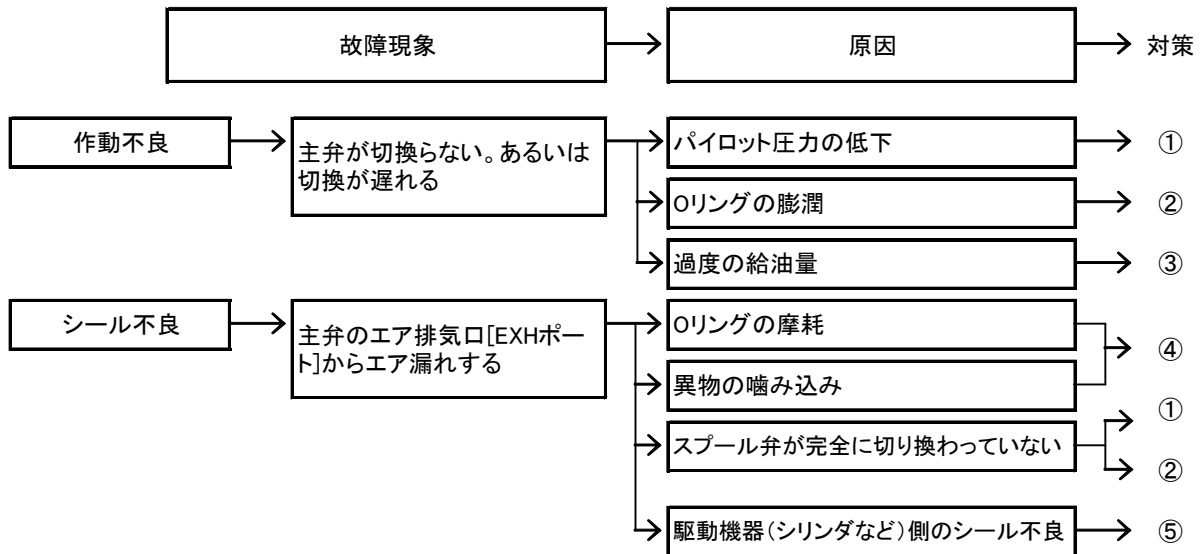 故障現象
原因
対策
作動不良
主弁が切換らない。あるいは
切換が遅れる
パイロット圧力の低下
①
Oリングの膨潤
②
過度の給油量
③
シール不良
主弁のエア排気口[EXHポー
ト]からエア漏れする
Oリングの摩耗
異物の噛み込み
④
スプール弁が完全に切り換わっていない
①
②
駆動機器(シリンダなど)側のシール不良
⑤